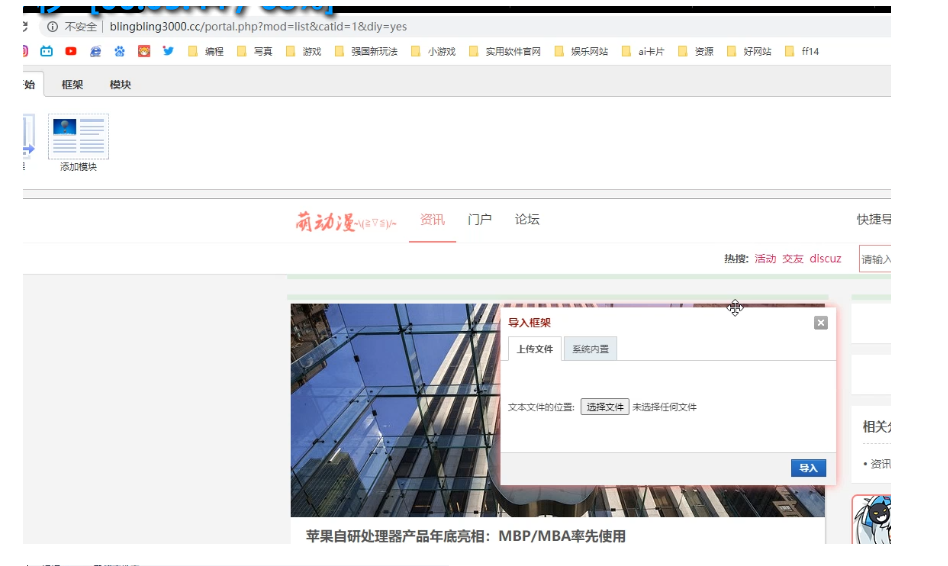 不安全 blingbling3000.cc/portal.php?mod=list&catid=1&diy=yes
编程 写真 游戏 强国新玩法 小游戏 实用软件官网 娱乐网站 ai卡片 资源 好网站 ff14
始 框架 模块
添加模块
萌动漫 资讯 门户 论坛 快捷导
热搜: 活动 交友 discuz 请输入
导入框架
上传文件 系统内置
文本文件的位置: 选择文件 未选择任何文件
相关分
导入
• 资讯
苹果自研处理器产品年底亮相：MBP/MBA率先使用